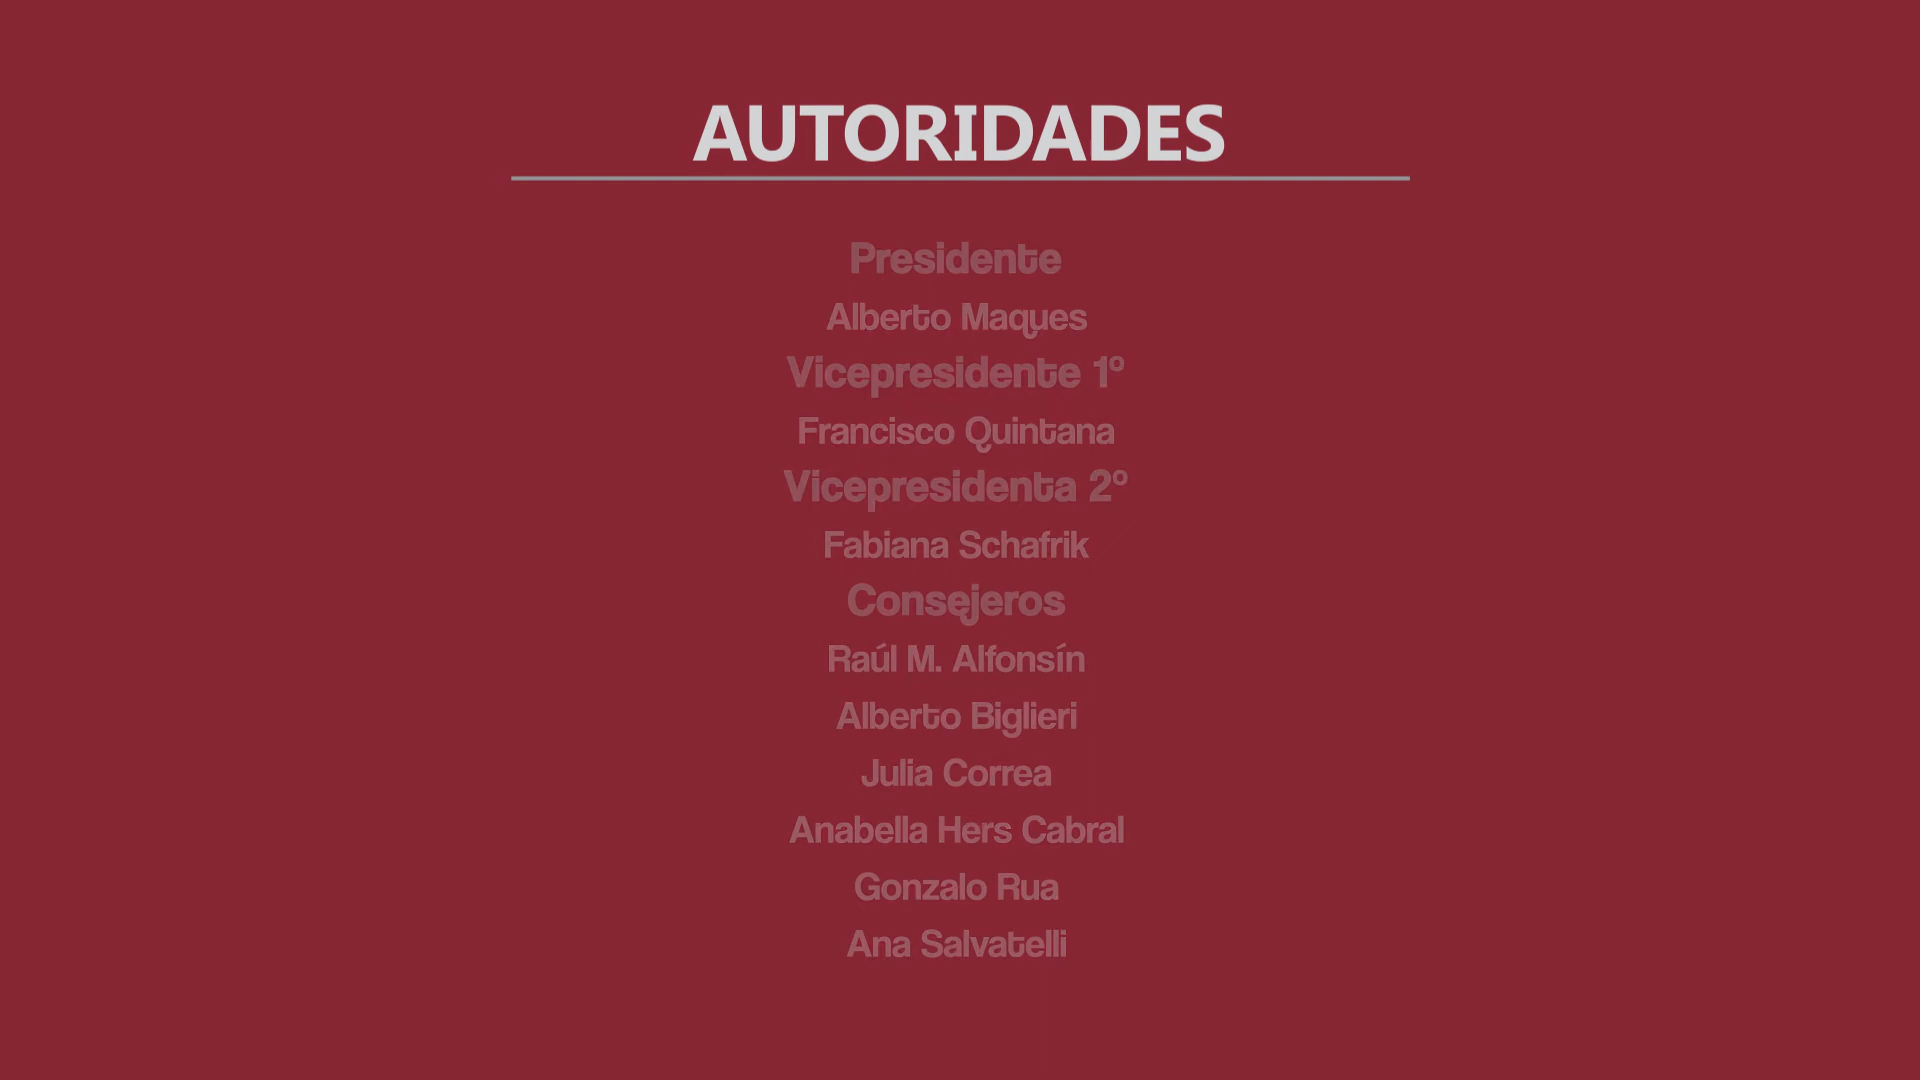 AUTORIDADES
Presidente
Alberto Maques
Vicepresidente 1º
Francisco Quintana
Vicepresidenta 2º
Fabiana Schafrik
Consejeros
Raúl M. Alfonsín
Alberto Biglieri
Julia Correa
Anabella Hers Cabral
Gonzalo Rua
Ana Salvatelli